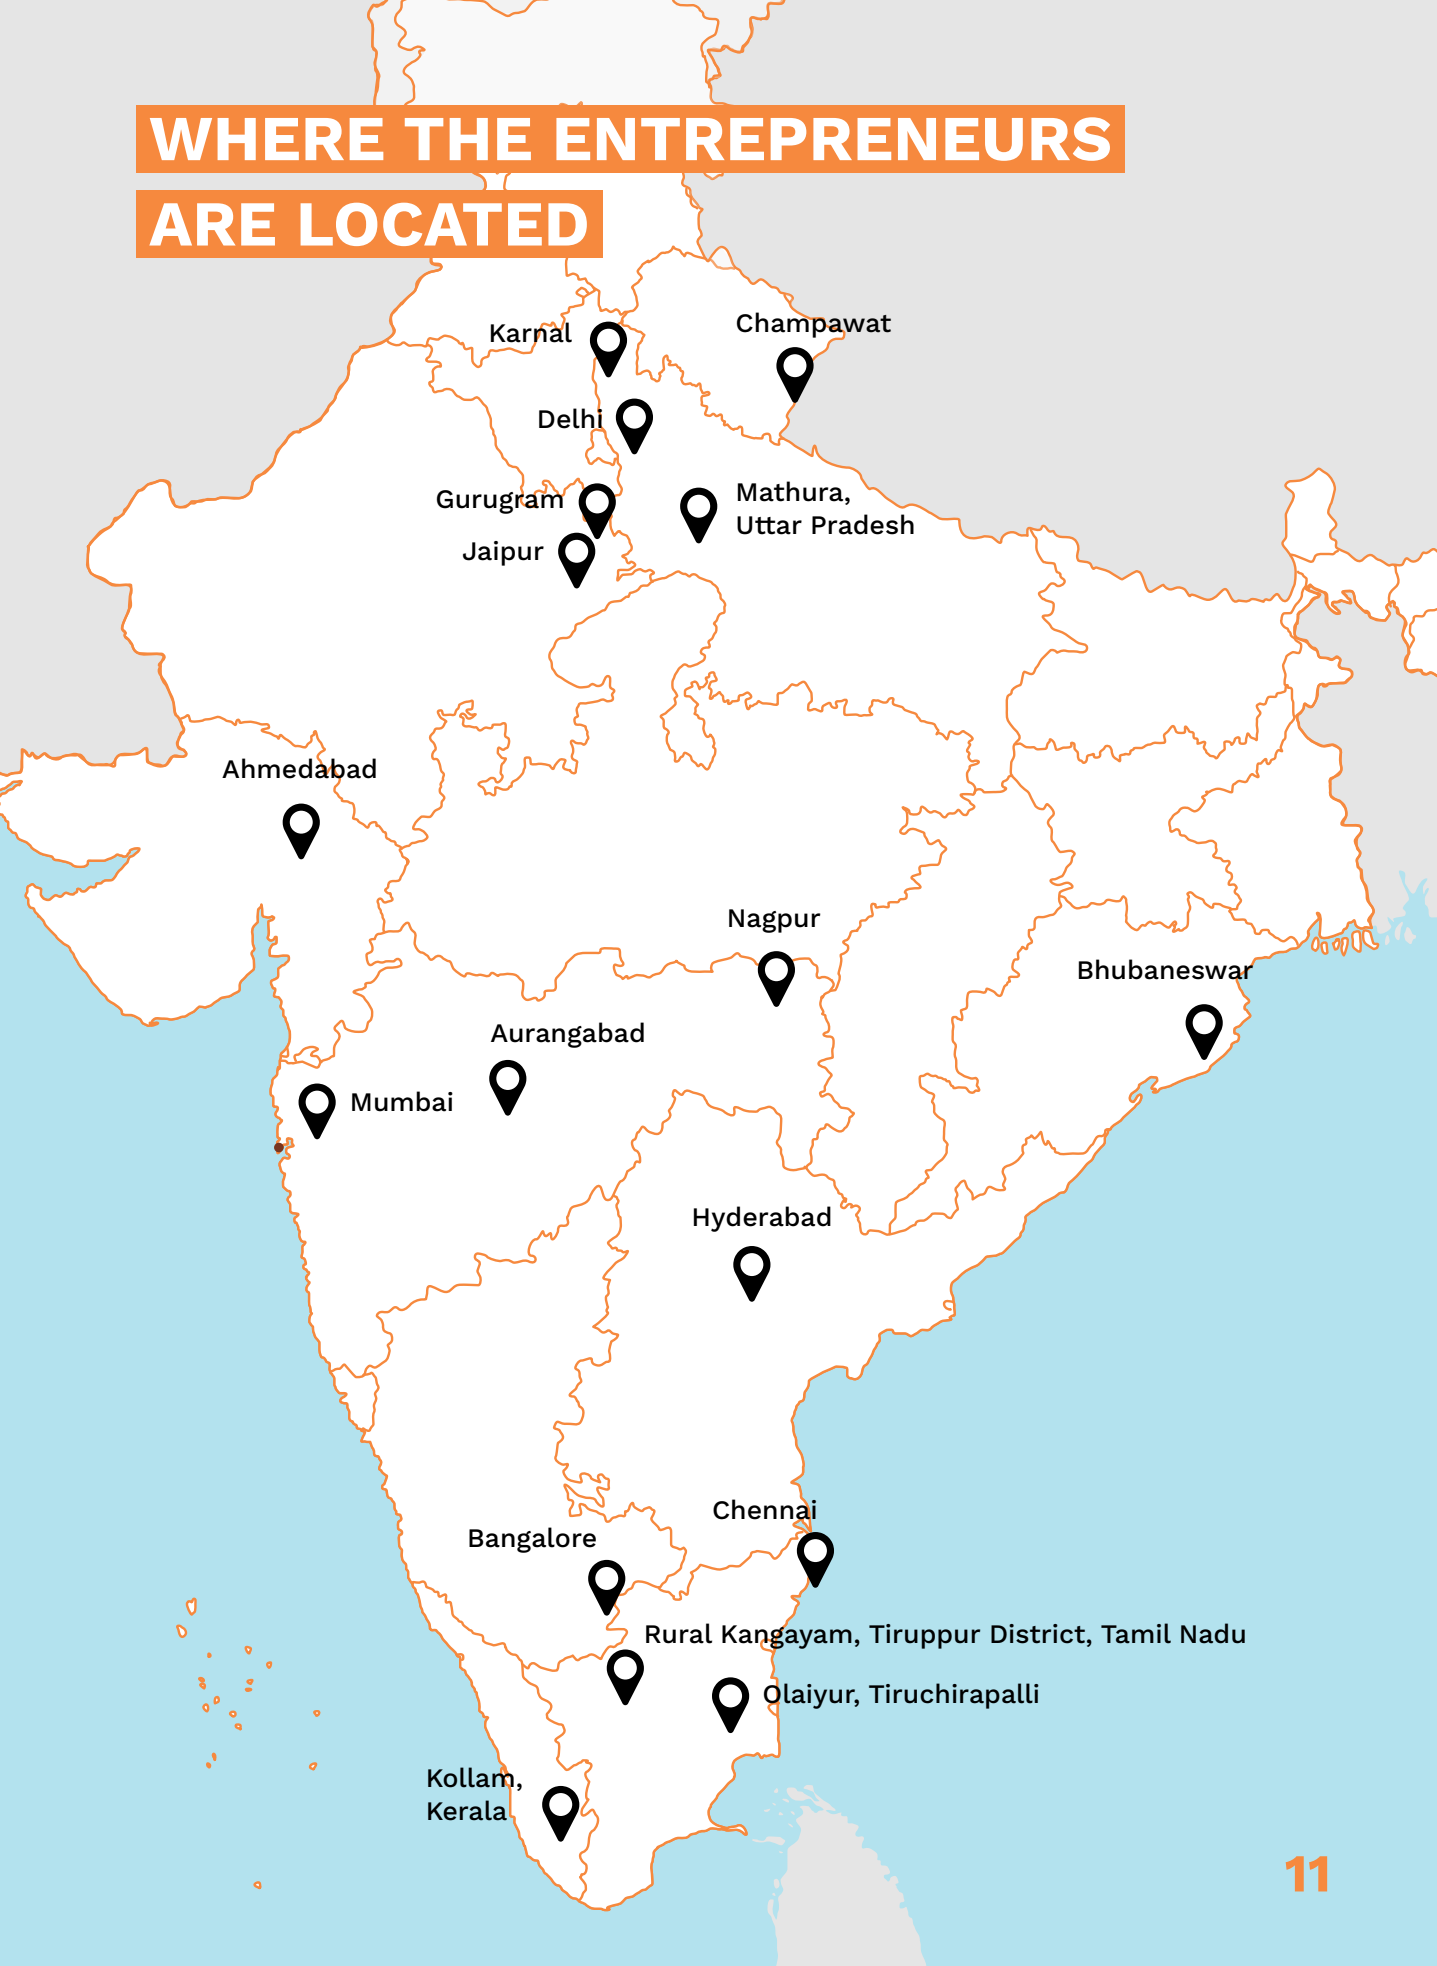 WHERE THE ENTREPRENEURS
ARE LOCATED
Karnal
Champawat
Delhi
Gurugram
Mathura,
Uttar Pradesh
Jaipur
Ahmedabad
Nagpur
Bhubaneswar
Aurangabad
Mumbai
Hyderabad
Chennai
Bangalore
Rural Kangayam, Tiruppur District, Tamil Nadu
Olaiyur, Tiruchirapalli
Kollam,
Kerala
11